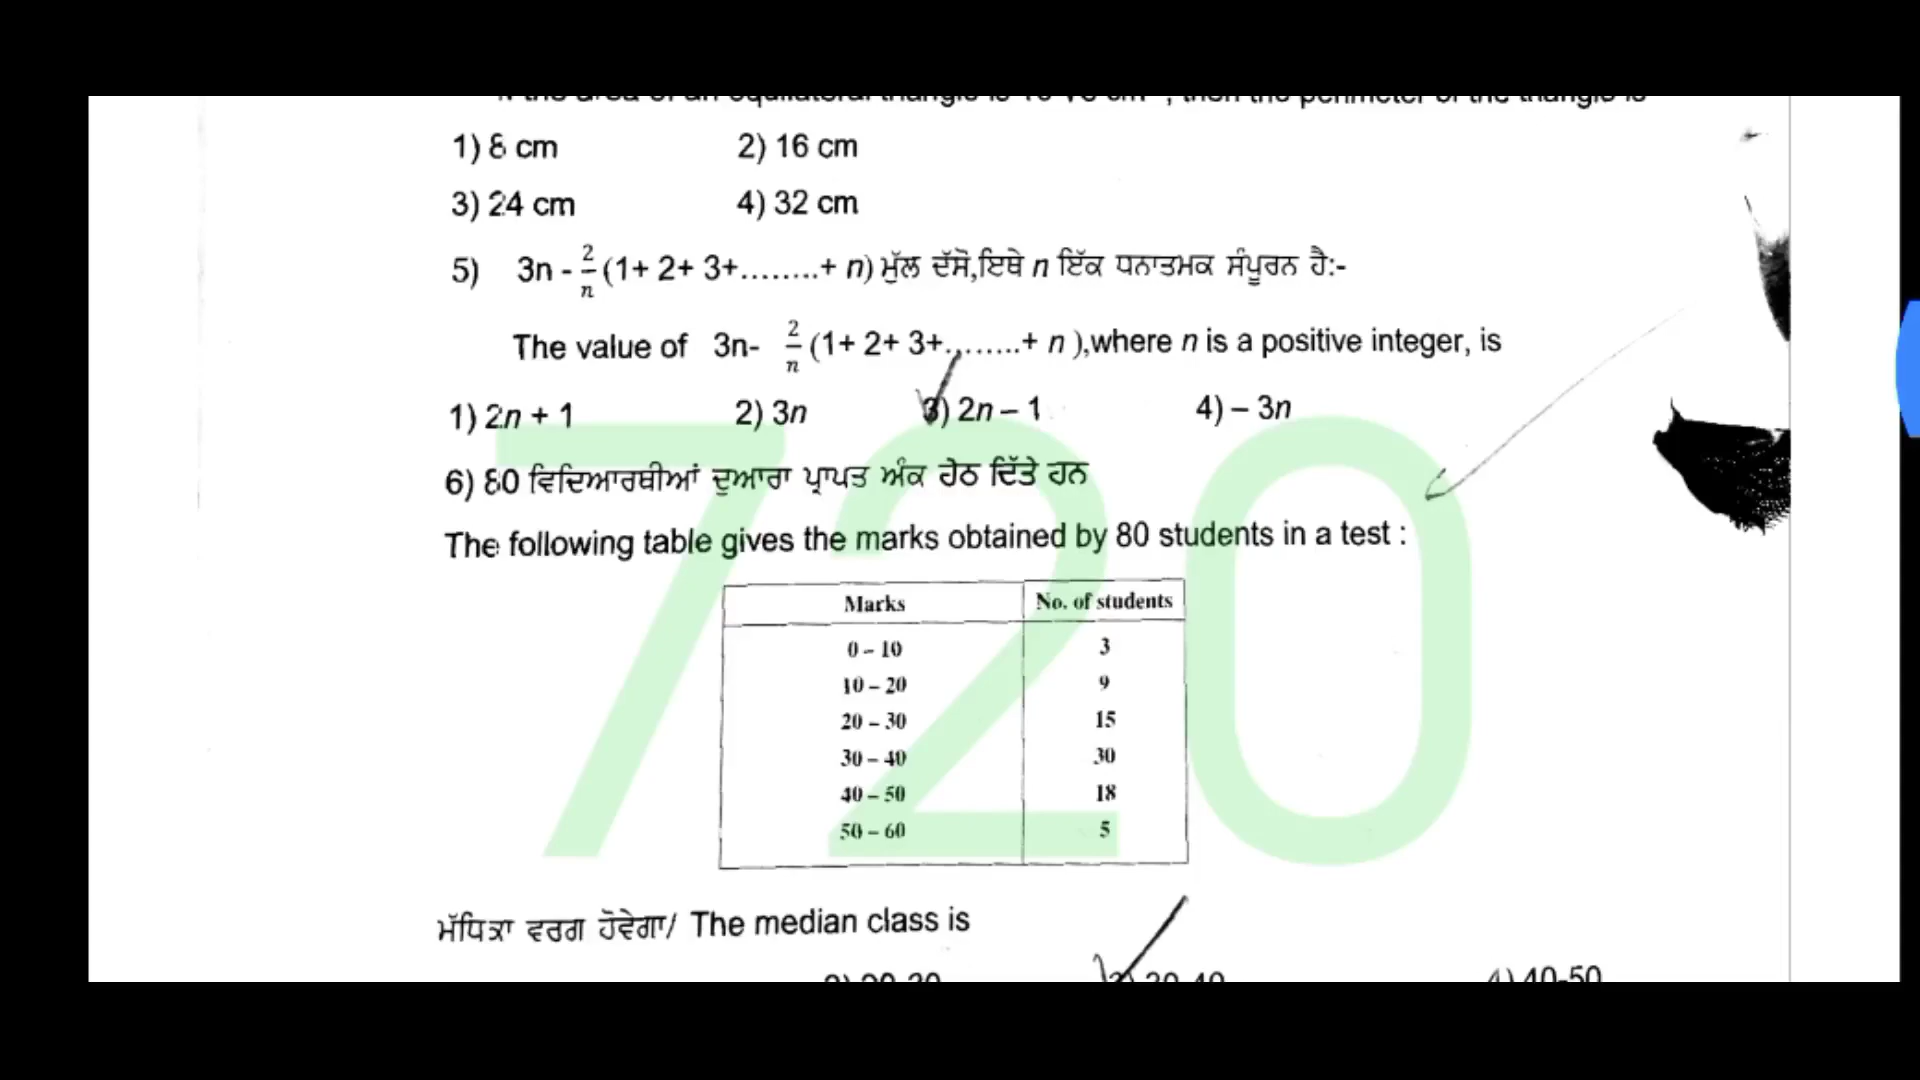 1) 8 cm 2) 16 cm
3) 24 cm 4) 32 cm
5) 3n - 2/n (1+ 2+ 3+........+ n) ਮੁੱਲ ਦੱਸੋ,ਇਥੇ n ਇੱਕ ਧਨਾਤਮਕ ਸੰਪੂਰਨ ਹੈ:-
The value of 3n- 2/n (1+ 2+ 3+........+ n ),where n is a positive integer, is
1) 2n + 1 2) 3n 3) 2n – 1 4) – 3n
6) 80 ਵਿਦਿਆਰਥੀਆਂ ਦੁਆਰਾ ਪ੍ਰਾਪਤ ਅੰਕ ਹੇਠ ਦਿੱਤੇ ਹਨ
The following table gives the marks obtained by 80 students in a test :
Marks No. of students
0 – 10 3
10 – 20 9
20 – 30 15
30 – 40 30
40 – 50 18
50 – 60 5
720
ਮੱਧਿਕਾ ਵਰਗ ਹੋਵੇਗਾ/ The median class is
4) 40-50